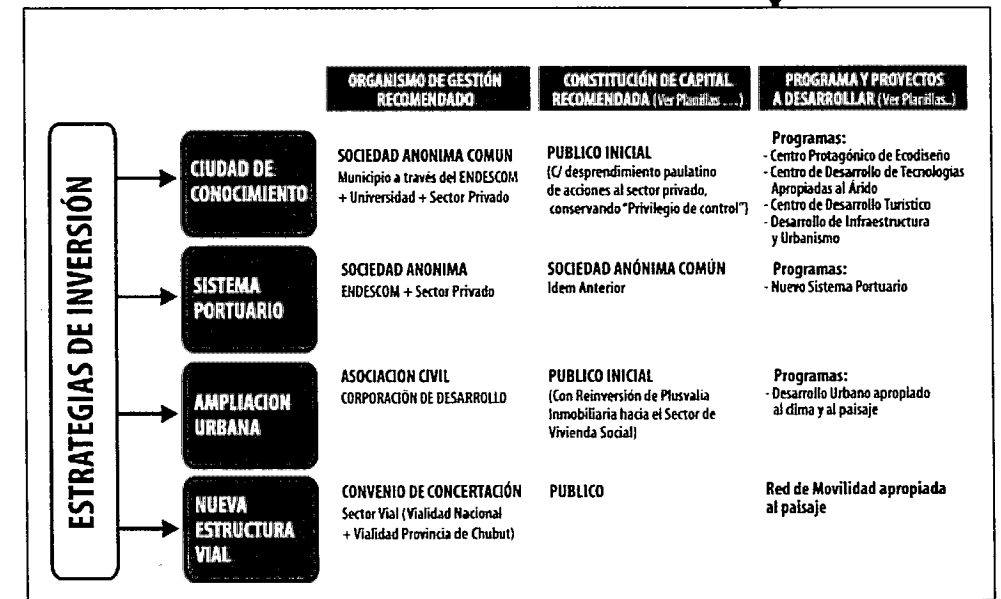 ORGANISMO DE GESTIÓN
RECOMENDADO
CONSTITUCIÓN DE CAPITAL
RECOMENDADA (Ver Planillas ....)
PROGRAMA Y PROYECTOS
A DESARROLLAR (Ver Planillas..)
ESTRATEGIAS DE INVERSIÓN
CIUDAD DE
CONOCIMIENTO
SOCIEDAD ANONIMA COMUN
Municipio a través del ENDESCOM
+ Universidad + Sector Privado
PUBLICO INICIAL
(C/ desprendimiento paulatino
de acciones al sector privado,
conservando "Privilegio de control")
Programas:
- Centro Protagónico de Ecodiseño
- Centro de Desarrollo de Tecnologías
Apropiadas al Árido
- Centro de Desarrollo Turístico
- Desarrollo de Infraestructura
y Urbanismo
SISTEMA
PORTUARIO
SOCIEDAD ANONIMA
ENDESCOM + Sector Privado
SOCIEDAD ANÓNIMA COMÚN
Idem Anterior
Programas:
- Nuevo Sistema Portuario
AMPLIACION
URBANA
ASOCIACION CIVIL
CORPORACIÓN DE DESARROLLO
PUBLICO INICIAL
(Con Reinversión de Plusvalía
Inmobiliaria hacia el Sector de
Vivienda Social)
Programas:
- Desarrollo Urbano apropiado
al clima y al paisaje
NUEVA
ESTRUCTURA
VIAL
CONVENIO DE CONCERTACIÓN
Sector Vial (Vialidad Nacional
+ Vialidad Provincia de Chubut)
PUBLICO
Red de Movilidad apropiada
al paisaje